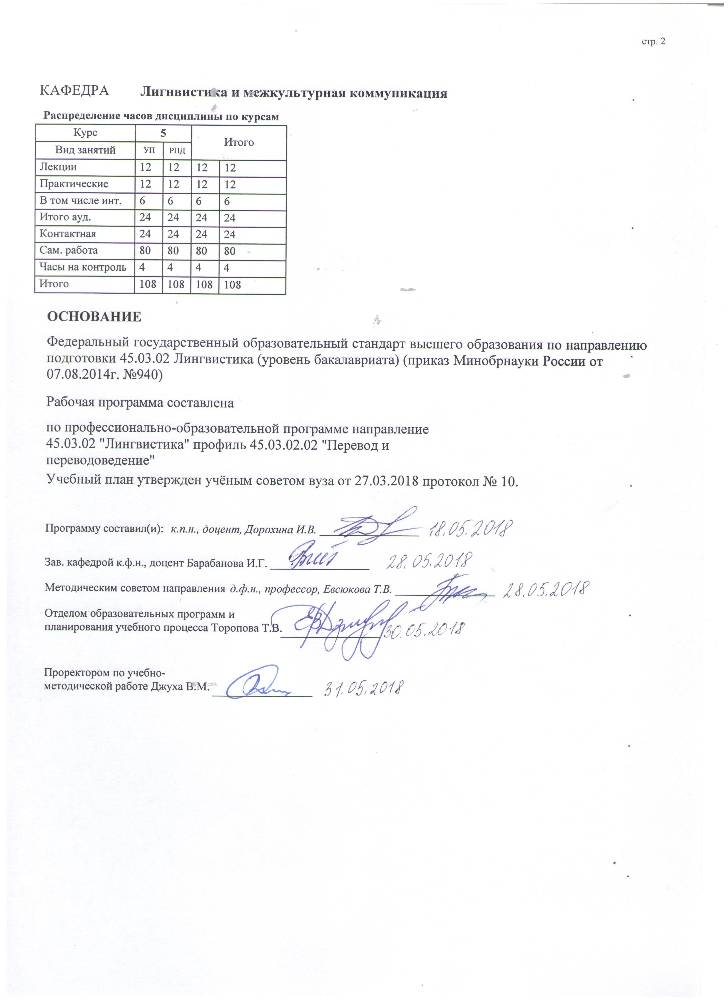 стр. 2
КАФЕДРА Лигнвистика и межкультурная коммуникация
Распределение часов дисциплины по курсам
Курс 5 Итого
Вид занятий УП РПД
Лекции 12 12 12 12
Практические 12 12 12 12
В том числе инт. 6 6 6 6
Итого ауд. 24 24 24 24
Контактная 24 24 24 24
Сам. работа 80 80 80 80
Часы на контроль 4 4 4 4
Итого 108 108 108 108
ОСНОВАНИЕ
Федеральный государственный образовательный стандарт высшего образования по направлению
подготовки 45.03.02 Лингвистика (уровень бакалавриата) (приказ Минобрнауки России от
07.08.2014г. №940)
Рабочая программа составлена
по профессионально-образовательной программе направление
45.03.02 "Лингвистика" профиль 45.03.02.02 "Перевод и
переводоведение"
Учебный план утвержден учёным советом вуза от 27.03.2018 протокол № 10.
Программу составил(и): к.п.н., доцент, Дорохина И.В. 18.05.2018
Зав. кафедрой к.ф.н., доцент Барабанова И.Г. 28.05.2018
Методическим советом направления д.ф.н., профессор, Евсюкова Т.В. 28.05.2018
Отделом образовательных программ и
планирования учебного процесса Торопова Т.В. 30.05.2018
Проректором по учебно-
методической работе Джуха В.М. 31.05.2018